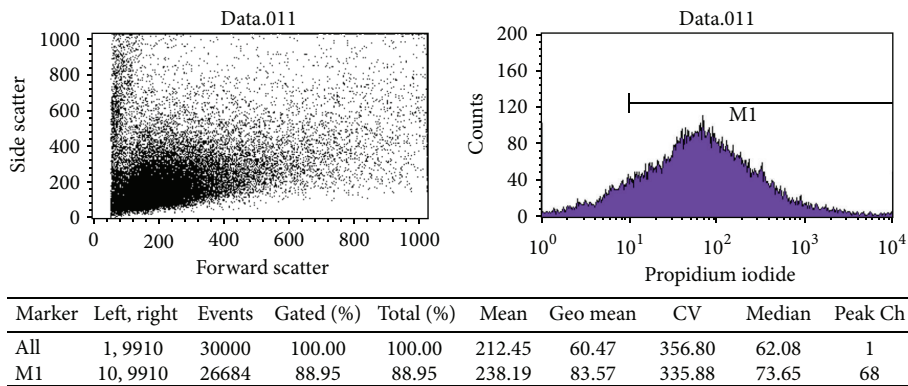 Data.011
Side scatter
1000
800
600
400
200
0
0 200 400 600 800 1000
Forward scatter
Data.011
Counts
200
160
120
80
40
0
M1
10^0 10^1 10^2 10^3 10^4
Propidium iodide
Marker Left, right Events Gated (%) Total (%) Mean Geo mean CV Median Peak Ch
All 1, 9910 30000 100.00 100.00 212.45 60.47 356.80 62.08 1
M1 10, 9910 26684 88.95 88.95 238.19 83.57 335.88 73.65 68